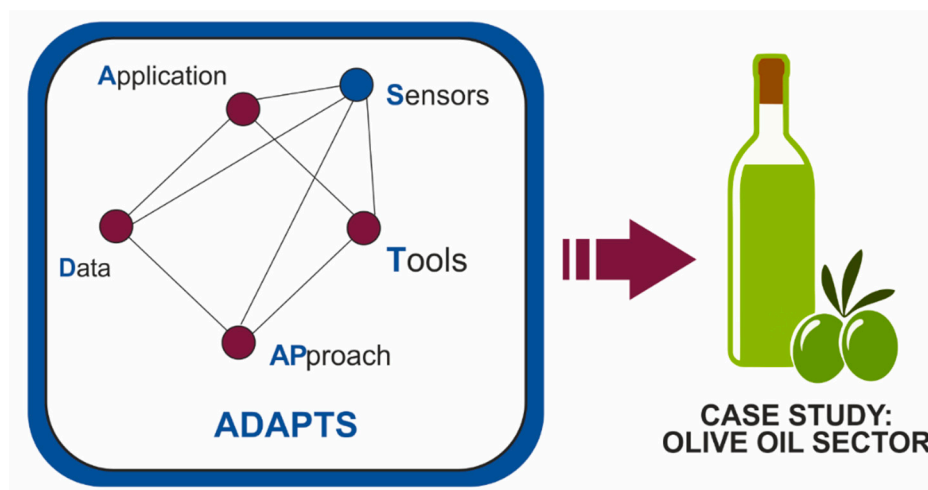 Application
Sensors
Data
Tools
APproach
ADAPTS
CASE STUDY:
OLIVE OIL SECTOR